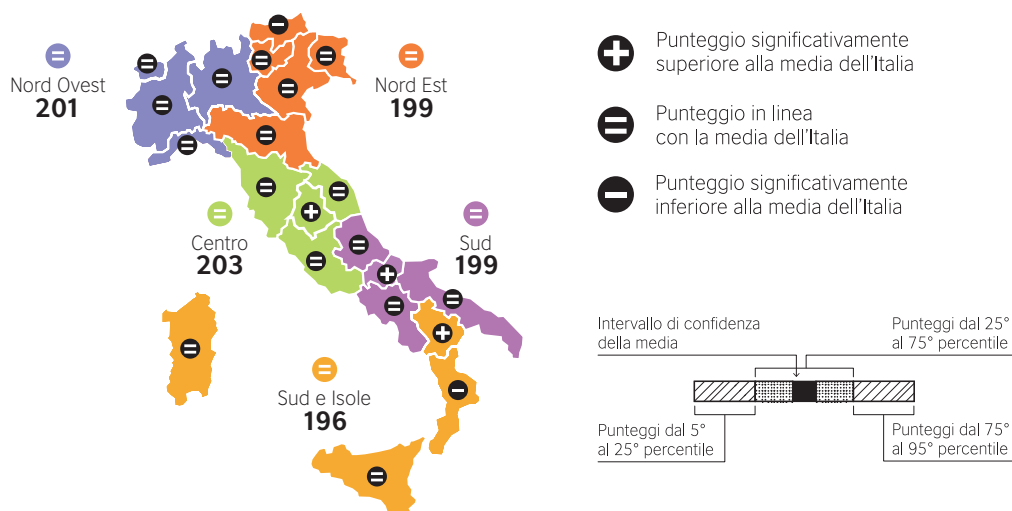 Nord Ovest
201
Nord Est
199
Centro
203
Sud
199
Sud e Isole
196
Punteggio significativamente
superiore alla media dell'Italia
Punteggio in linea
con la media dell'Italia
Punteggio significativamente
inferiore alla media dell'Italia
Intervallo di confidenza
della media
Punteggi dal 25°
al 75° percentile
Punteggi dal 5°
al 25° percentile
Punteggi dal 75°
al 95° percentile